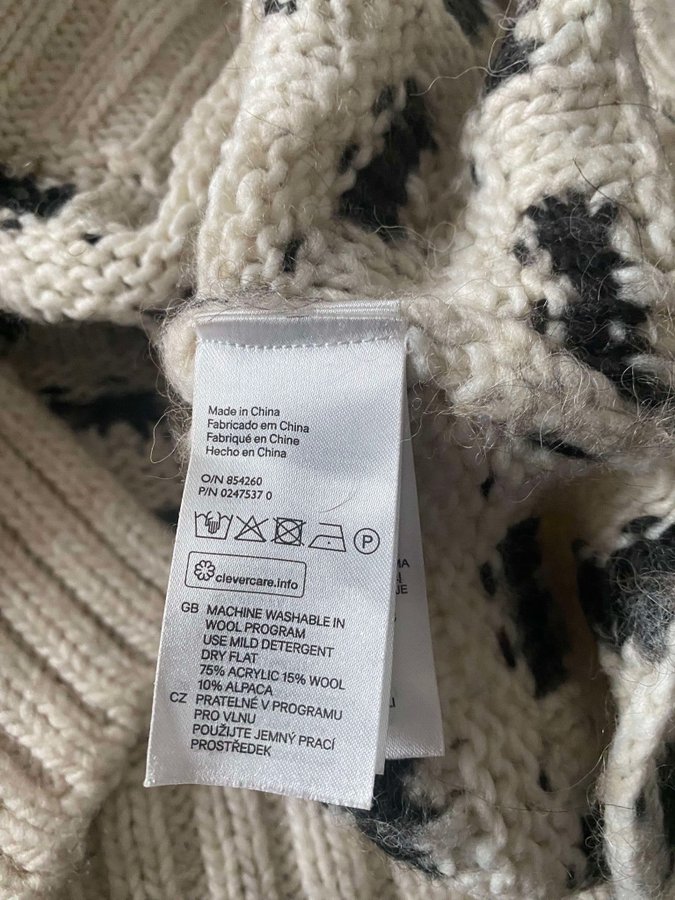 Made in China
Fabricado em China
Fabriqué en Chine
Hecho en China
O/N 854260
P/N 0247537 0
P
clevercare.info
GB MACHINE WASHABLE IN
WOOL PROGRAM
USE MILD DETERGENT
DRY FLAT
75% ACRYLIC 15% WOOL
10% ALPACA
CZ PRATELNÉ V PROGRAMU
PRO VLNU
POUŽIJTE JEMNÝ PRACÍ
PROSTŘEDEK